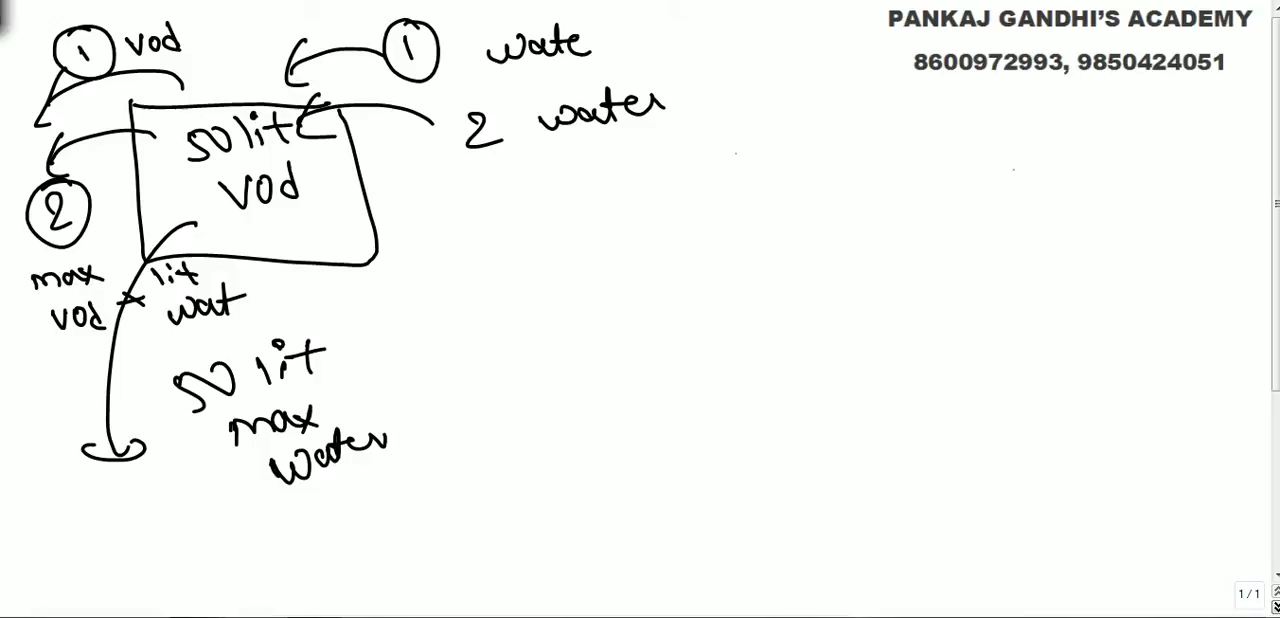 PANKAJ GANDHI'S ACADEMY
8600972993, 9850424051
1 vod
1 wate
2 water
50 lit
vod
2
max lit
vod + wat
50 lit
max
water
1 / 1